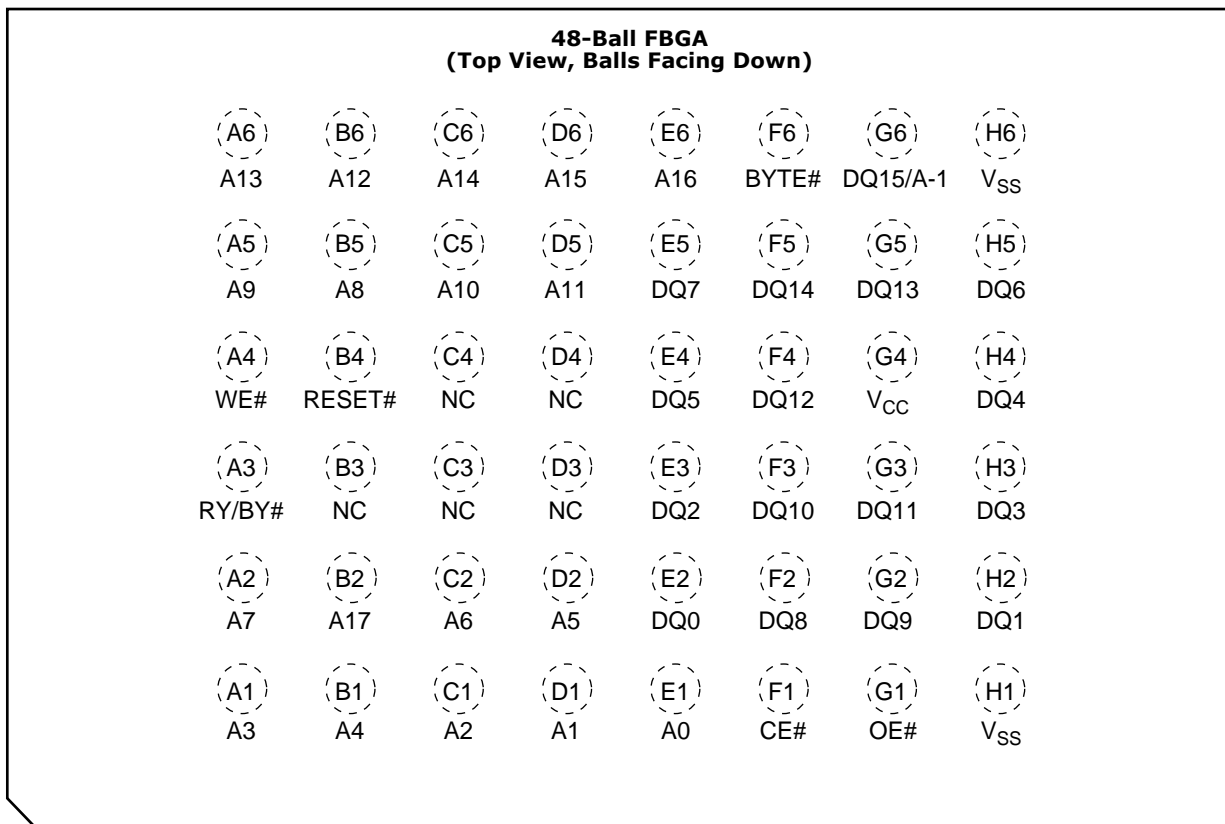 48-Ball FBGA
(Top View, Balls Facing Down)
A6 B6 C6 D6 E6 F6 G6 H6
A13 A12 A14 A15 A16 BYTE# DQ15/A-1 VSS
A5 B5 C5 D5 E5 F5 G5 H5
A9 A8 A10 A11 DQ7 DQ14 DQ13 DQ6
A4 B4 C4 D4 E4 F4 G4 H4
WE# RESET# NC NC DQ5 DQ12 VCC DQ4
A3 B3 C3 D3 E3 F3 G3 H3
RY/BY# NC NC NC DQ2 DQ10 DQ11 DQ3
A2 B2 C2 D2 E2 F2 G2 H2
A7 A17 A6 A5 DQ0 DQ8 DQ9 DQ1
A1 B1 C1 D1 E1 F1 G1 H1
A3 A4 A2 A1 A0 CE# OE# VSS